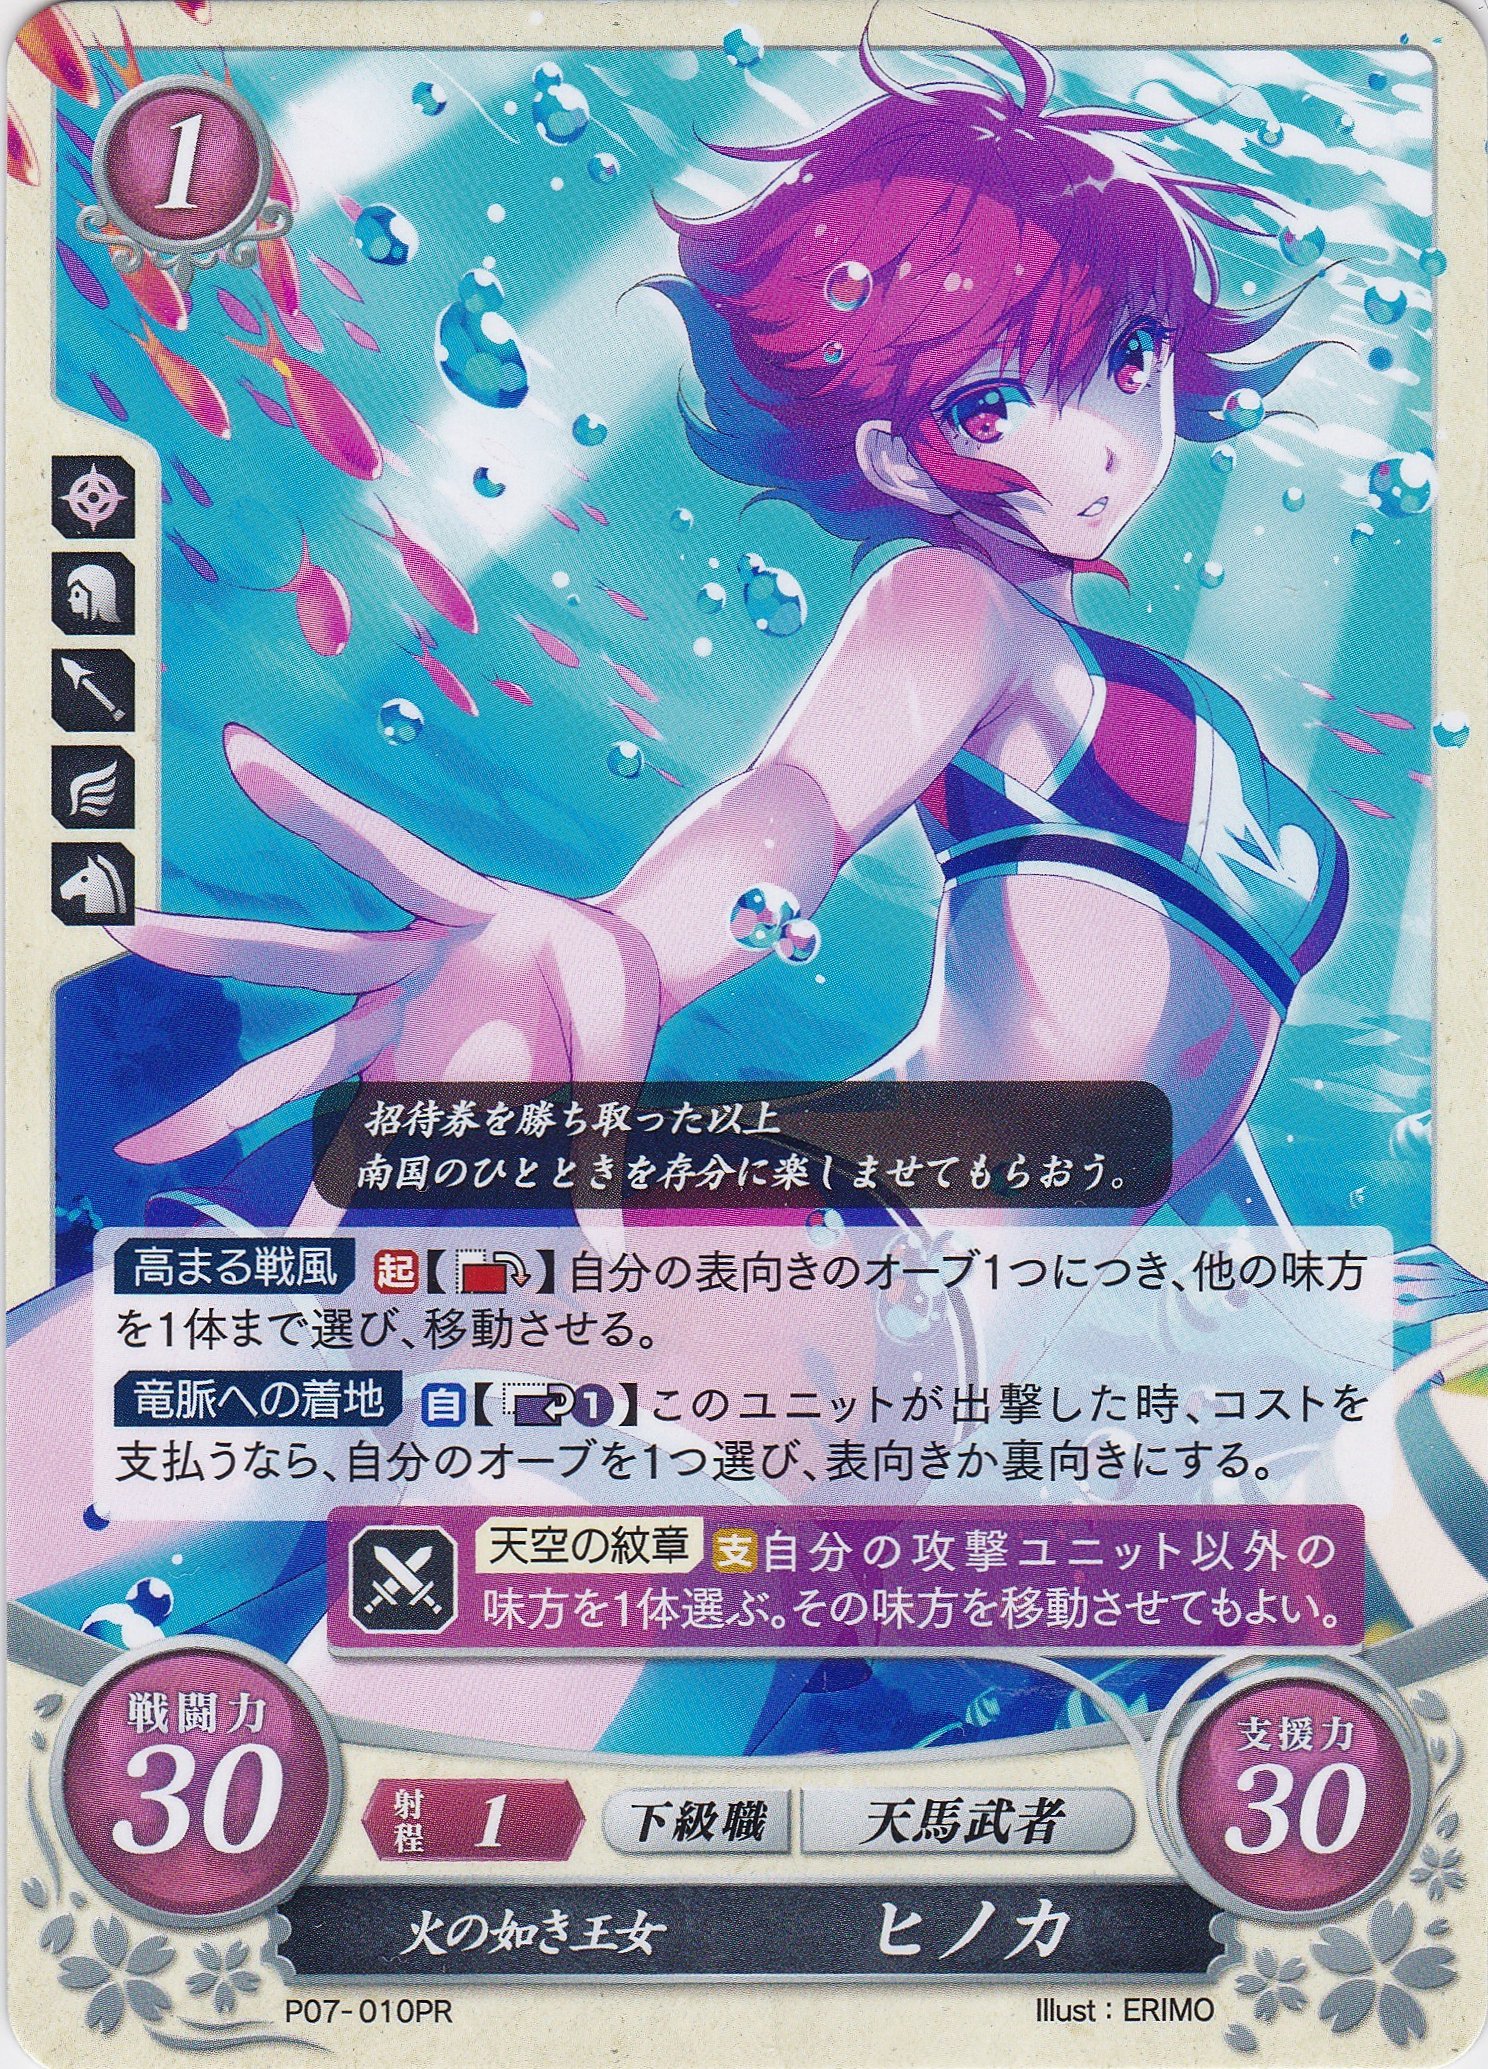 1
招待券を勝ち取った以上
南国のひとときを存分に楽しませてもらおう。
高まる戦風 起【 】自分の表向きのオーブ1つにつき、他の味方
を1体まで選び、移動させる。
竜脈への着地 自【 1】このユニットが出撃した時、コストを
支払うなら、自分のオーブを1つ選び、表向きか裏向きにする。
天空の紋章 支自分の攻撃ユニット以外の
味方を1体選ぶ。その味方を移動させてもよい。
戦闘力
30
射程 1
下級職
天馬武者
支援力
30
火の如き王女
ヒノカ
P07-010PR
Illust : ERIMO